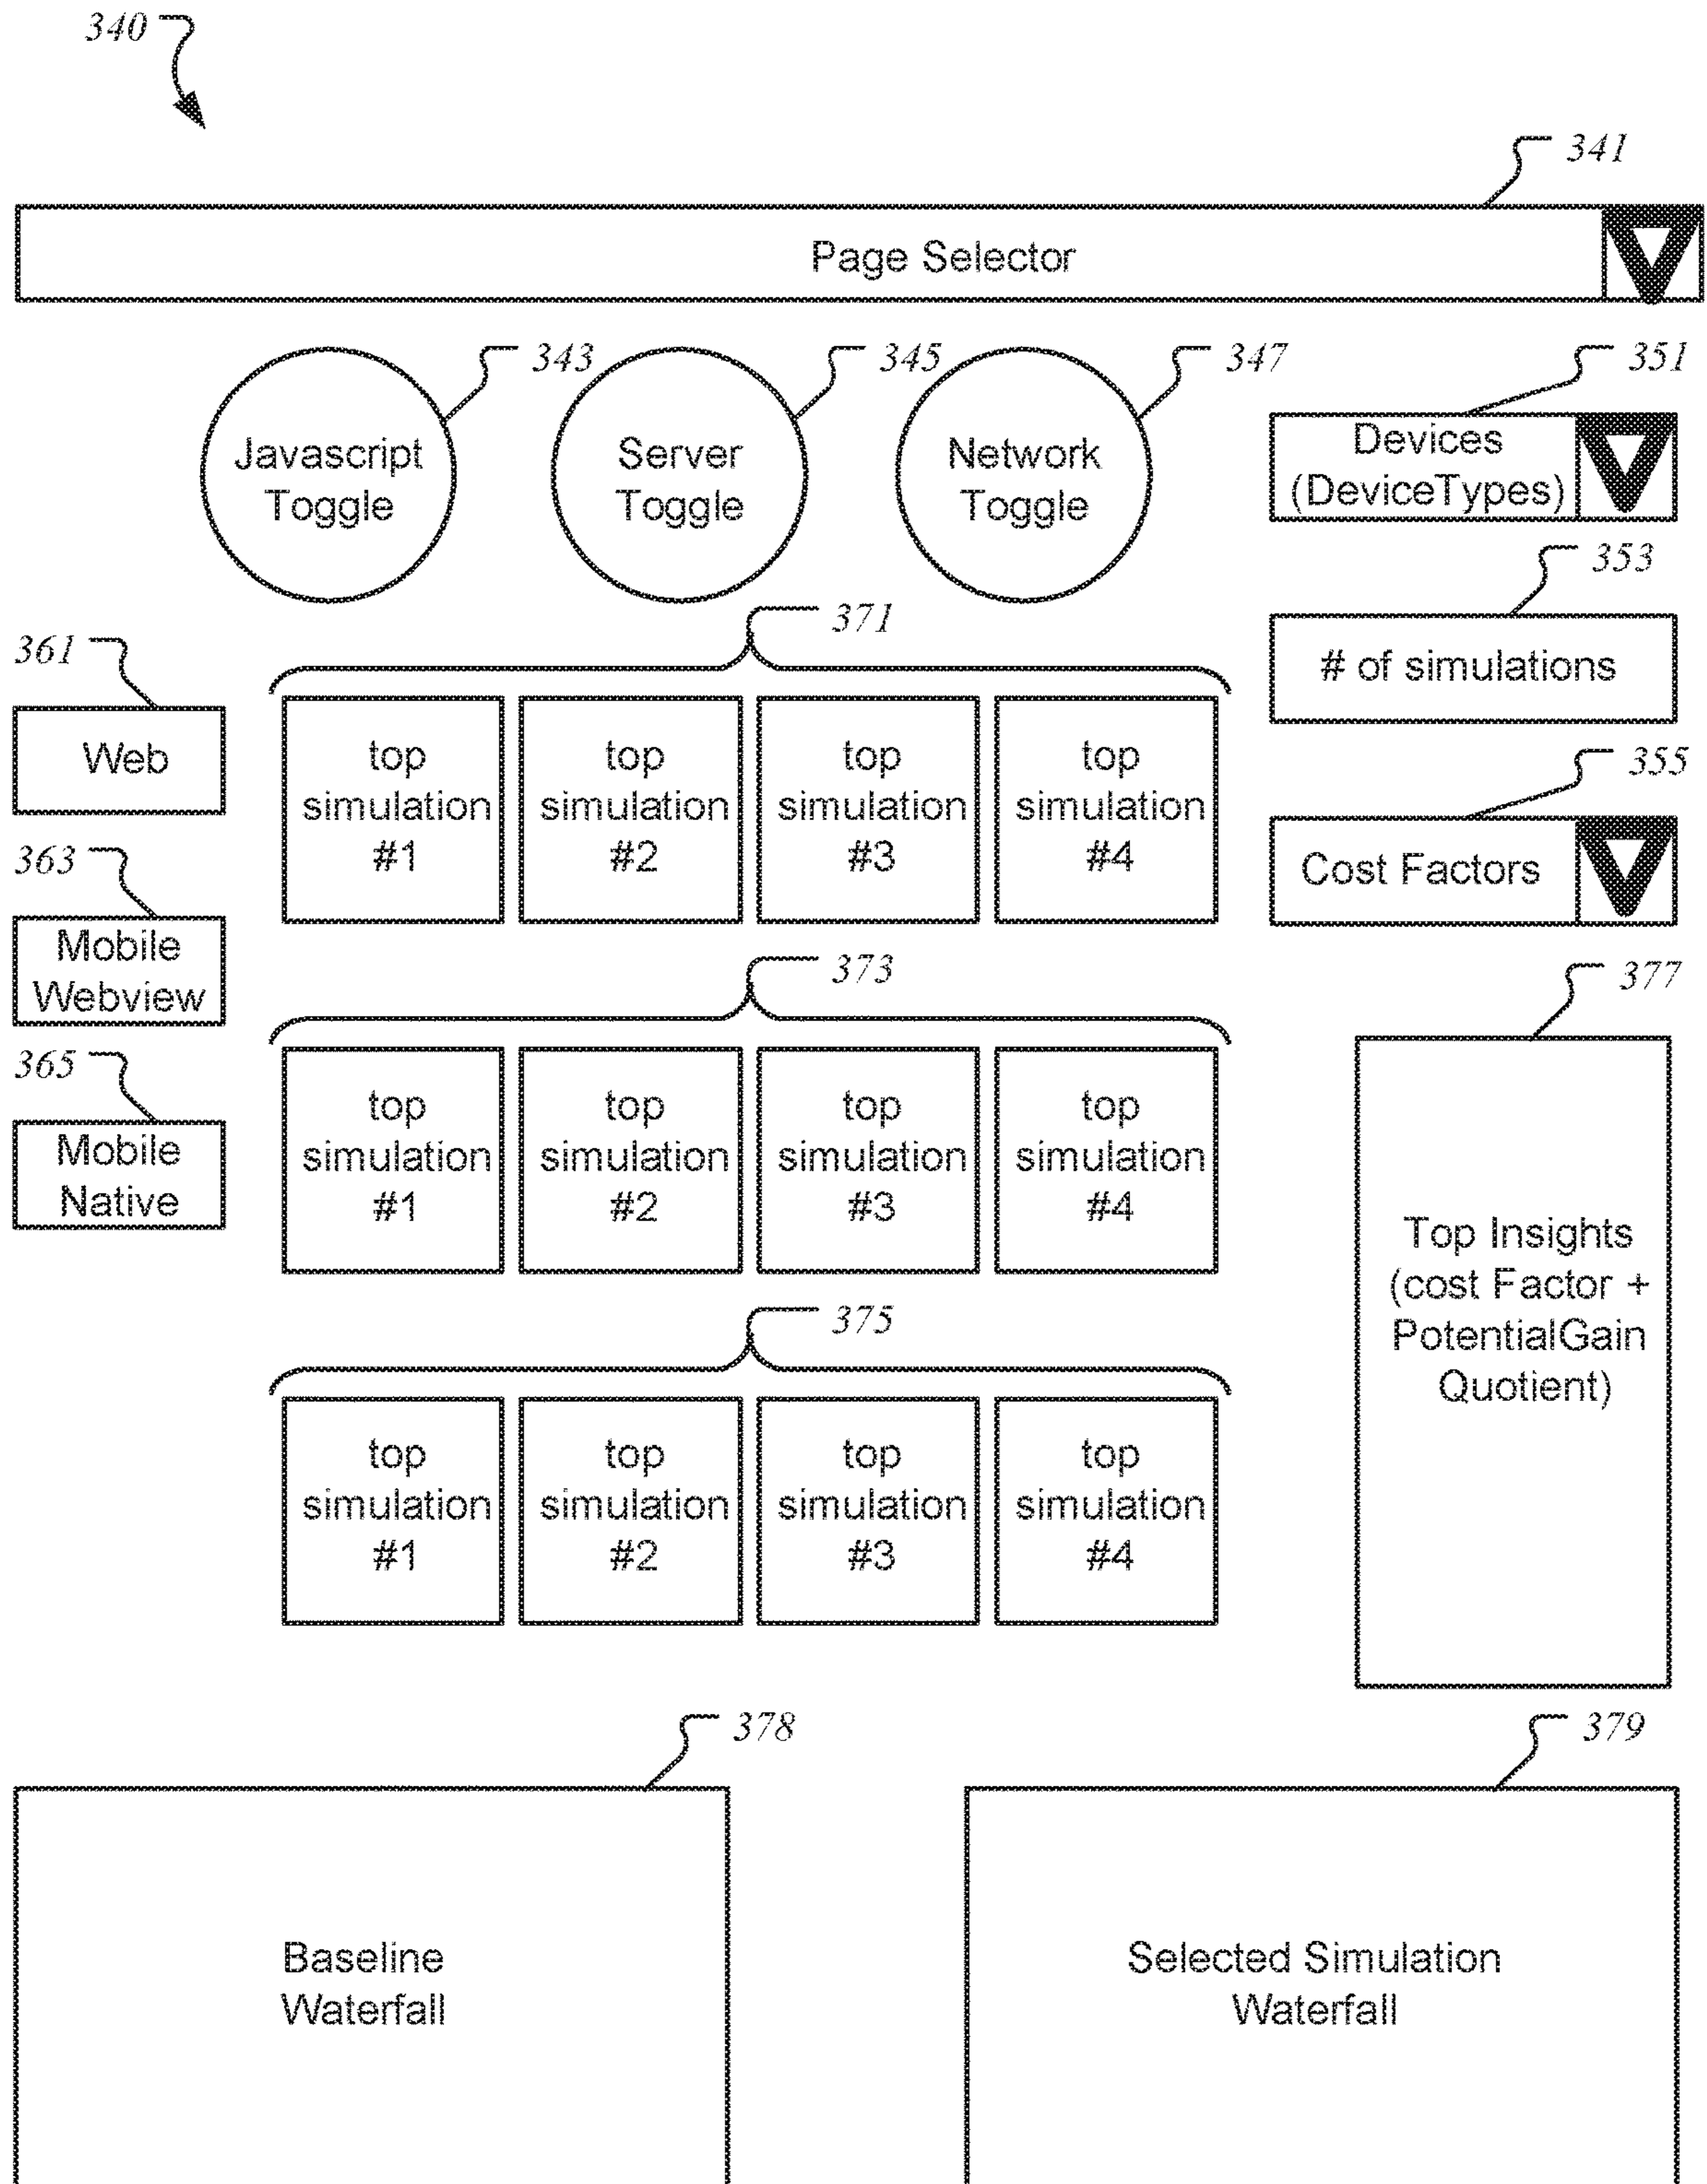 340
341
Page Selector
343
345
347
351
Javascript
Toggle
Server
Toggle
Network
Toggle
Devices
(DeviceTypes)
353
# of simulations
361
Web
363
Mobile
Webview
365
Mobile
Native
371
top
simulation
#1
top
simulation
#2
top
simulation
#3
top
simulation
#4
355
Cost Factors
373
top
simulation
#1
top
simulation
#2
top
simulation
#3
top
simulation
#4
377
Top Insights
(cost Factor +
PotentialGain
Quotient)
375
top
simulation
#1
top
simulation
#2
top
simulation
#3
top
simulation
#4
378
Baseline
Waterfall
379
Selected Simulation
Waterfall